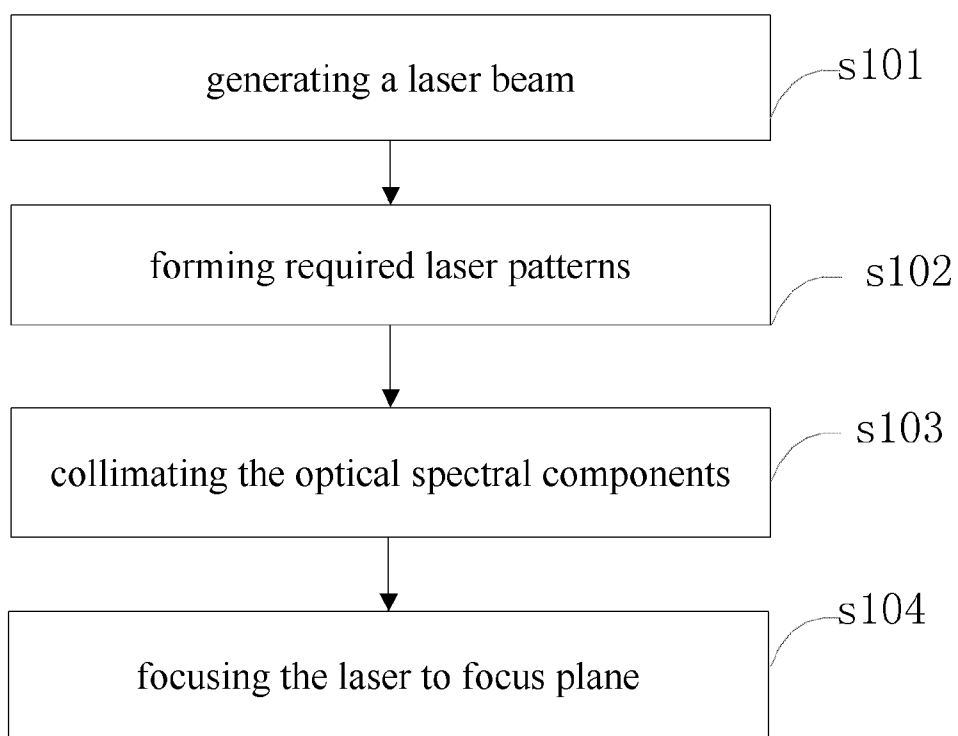 generating a laser beam
s101
forming required laser patterns
s102
collimating the optical spectral components
s103
focusing the laser to focus plane
s104